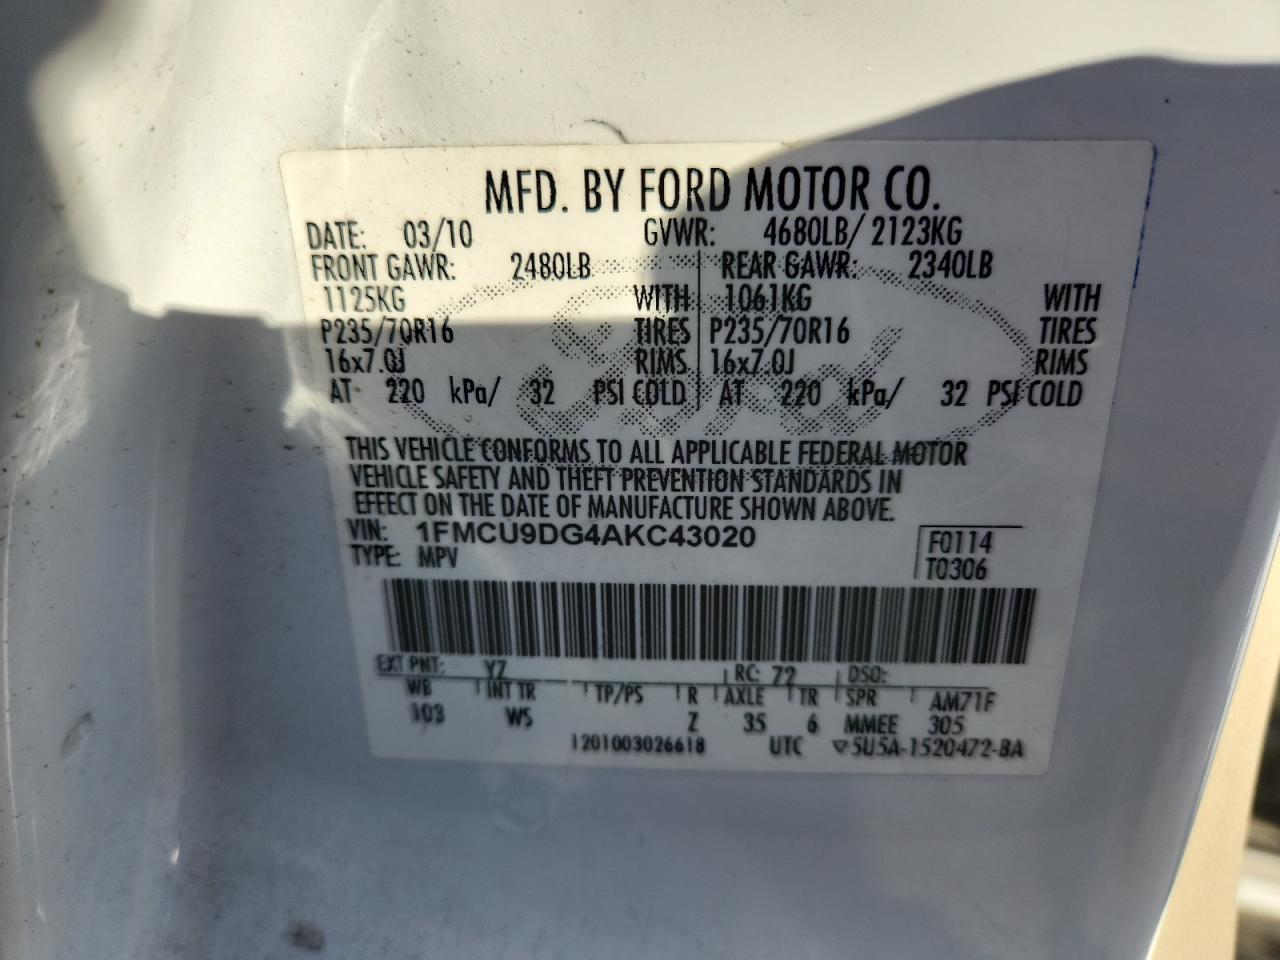 MFD. BY FORD MOTOR CO.
DATE: 03/10 GVWR: 4680LB/ 2123KG
FRONT GAWR: 2480LB REAR GAWR: 2340LB
1125KG WITH 1061KG WITH
P235/70R16 TIRES P235/70R16 TIRES
16x7.0J RIMS 16x7.0J RIMS
AT 220 kPa/ 32 PSI COLD AT 220 kPa/ 32 PSI COLD
Ford
THIS VEHICLE CONFORMS TO ALL APPLICABLE FEDERAL MOTOR
VEHICLE SAFETY AND THEFT PREVENTION STANDARDS IN
EFFECT ON THE DATE OF MANUFACTURE SHOWN ABOVE.
VIN: 1FMCU9DG4AKC43020 F0114
TYPE: MPV T0306
EXT PNT: YZ RC: 72 DSO:
WB INT TR TP/PS R AXLE TR SPR AM71F
103 WS Z 35 6 MMEE 305
1201003026618 UTC ▽5U5A-1520472-BA